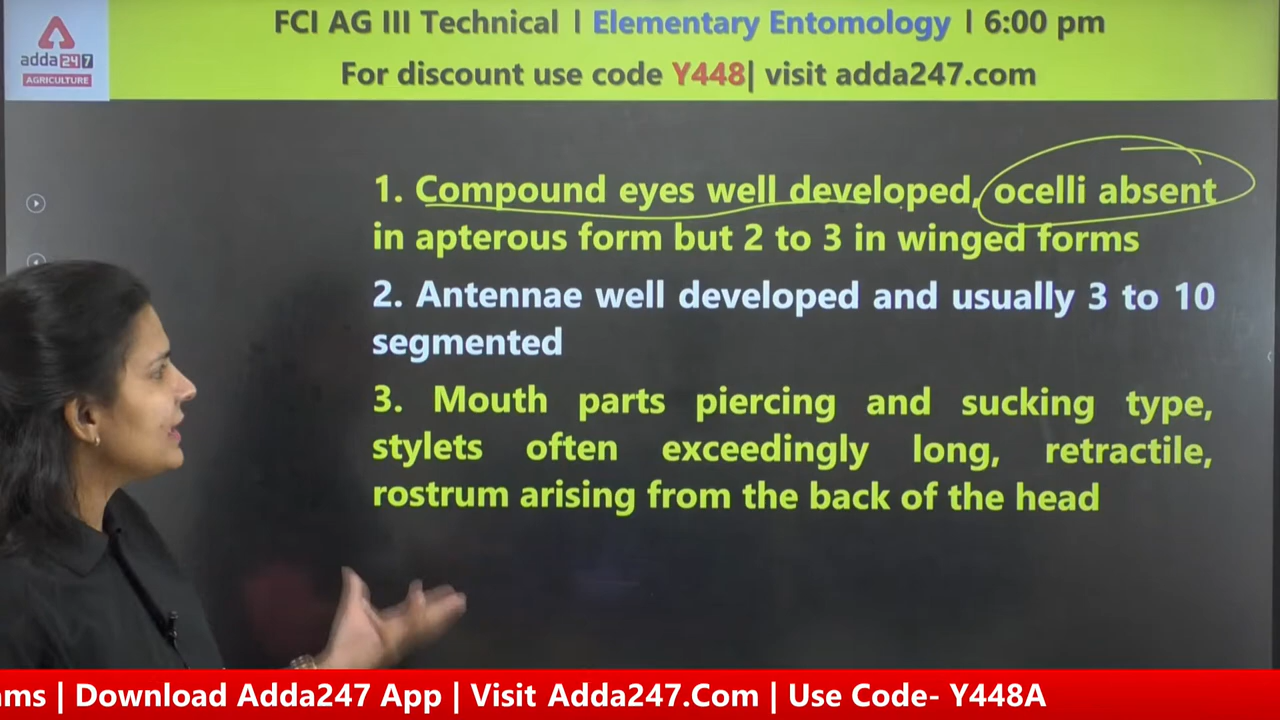 FCI AG III Technical l Elementary Entomology l 6:00 pm
For discount use code Y448| visit adda247.com
adda247
AGRICULTURE
1. Compound eyes well developed, ocelli absent
in apterous form but 2 to 3 in winged forms
2. Antennae well developed and usually 3 to 10
segmented
3. Mouth parts piercing and sucking type,
stylets often exceedingly long, retractile,
rostrum arising from the back of the head
| Download Adda247 App | Visit Adda247.Com | Use Code- Y448A